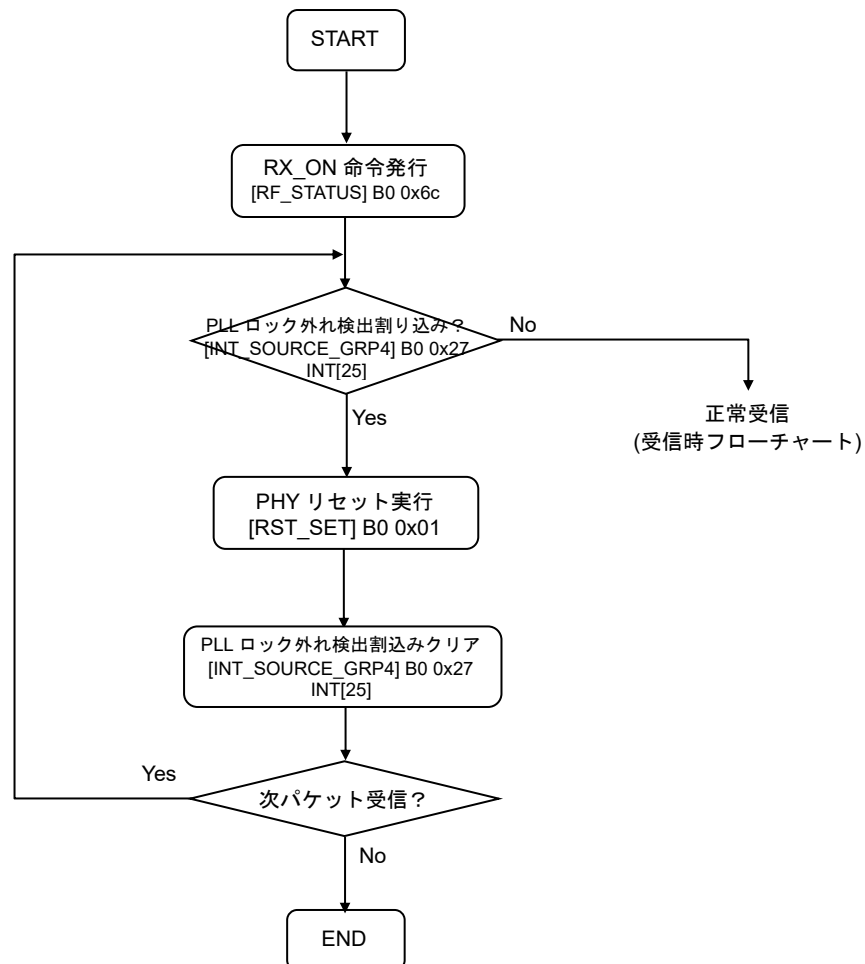 START
RX_ON 命令発行
[RF_STATUS] B0 0x6c
PLL ロック外れ検出割り込み?
[INT_SOURCE_GRP4] B0 0x27
INT[25]
No
正常受信
(受信時フローチャート)
Yes
PHY リセット実行
[RST_SET] B0 0x01
PLL ロック外れ検出割込みクリア
[INT_SOURCE_GRP4] B0 0x27
INT[25]
Yes
次パケット受信?
No
END